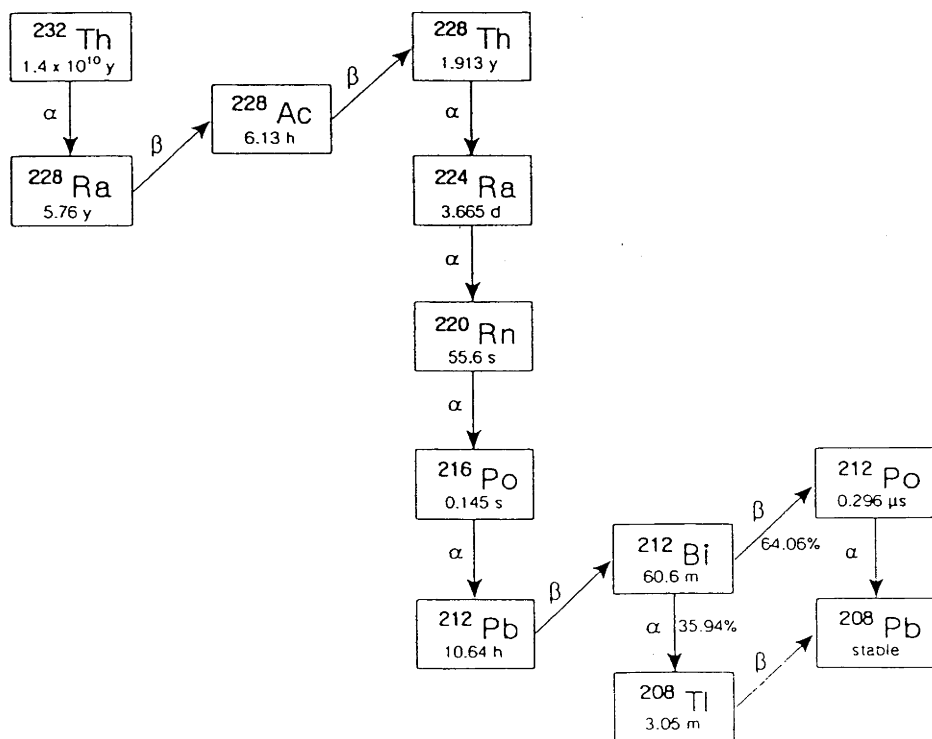 232 Th
1.4 x 10¹⁰ y
α
228 Ra
5.76 y
β
228 Ac
6.13 h
β
228 Th
1.913 y
α
224 Ra
3.665 d
α
220 Rn
55.6 s
α
216 Po
0.145 s
α
212 Pb
10.64 h
β
212 Bi
60.6 m
β
64.06%
212 Po
0.296 µs
α
α 35.94%
208 Tl
3.05 m
β
208 Pb
stable